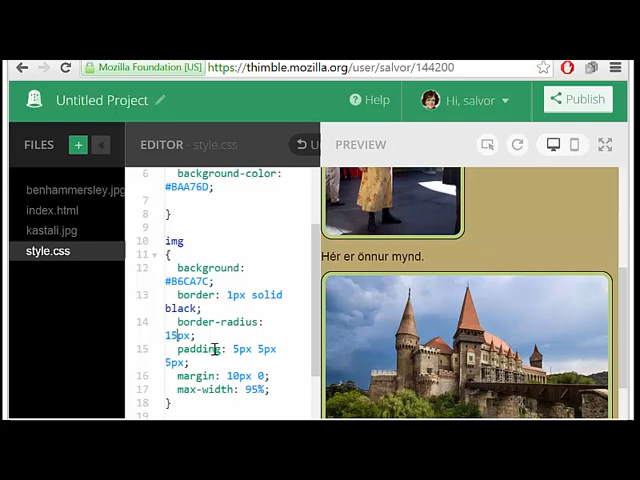 Mozilla Foundation [US] https://thimble.mozilla.org/user/salvor/144200
Untitled Project Help Hi, salvor Publish
FILES EDITOR - style.css PREVIEW
benhammersley.jpg
index.html
kastali.jpg
style.css
6 background-color:
#BAA76D;
7
8 }
9
10 img
11 {
12 background:
#B6CA7C;
13 border: 1px solid
black;
14 border-radius:
15px;
15 padding: 5px 5px
5px;
16 margin: 10px 0;
17 max-width: 95%;
18 }
19
Hér er önnur mynd.